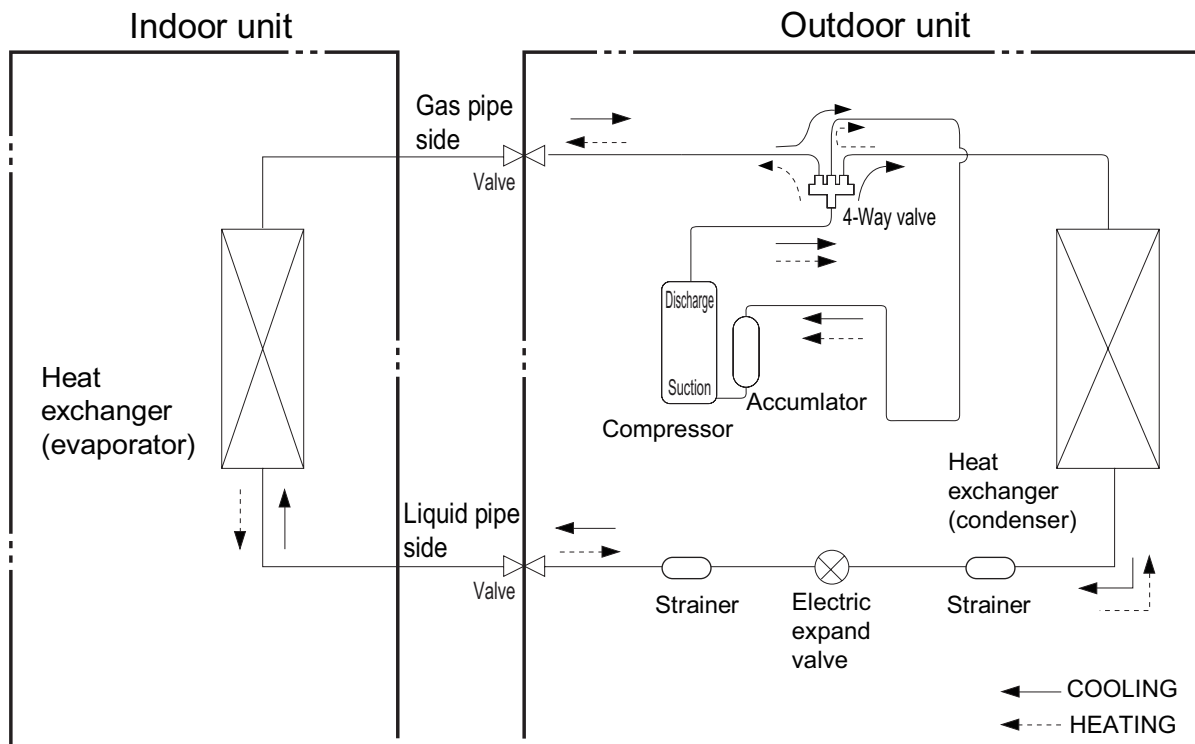 Indoor unit
Outdoor unit
Gas pipe
side
Valve
4-Way valve
Discharge
Suction
Compressor
Accumlator
Heat
exchanger
(evaporator)
Heat
exchanger
(condenser)
Liquid pipe
side
Valve
Strainer
Electric
expand
valve
Strainer
COOLING
HEATING